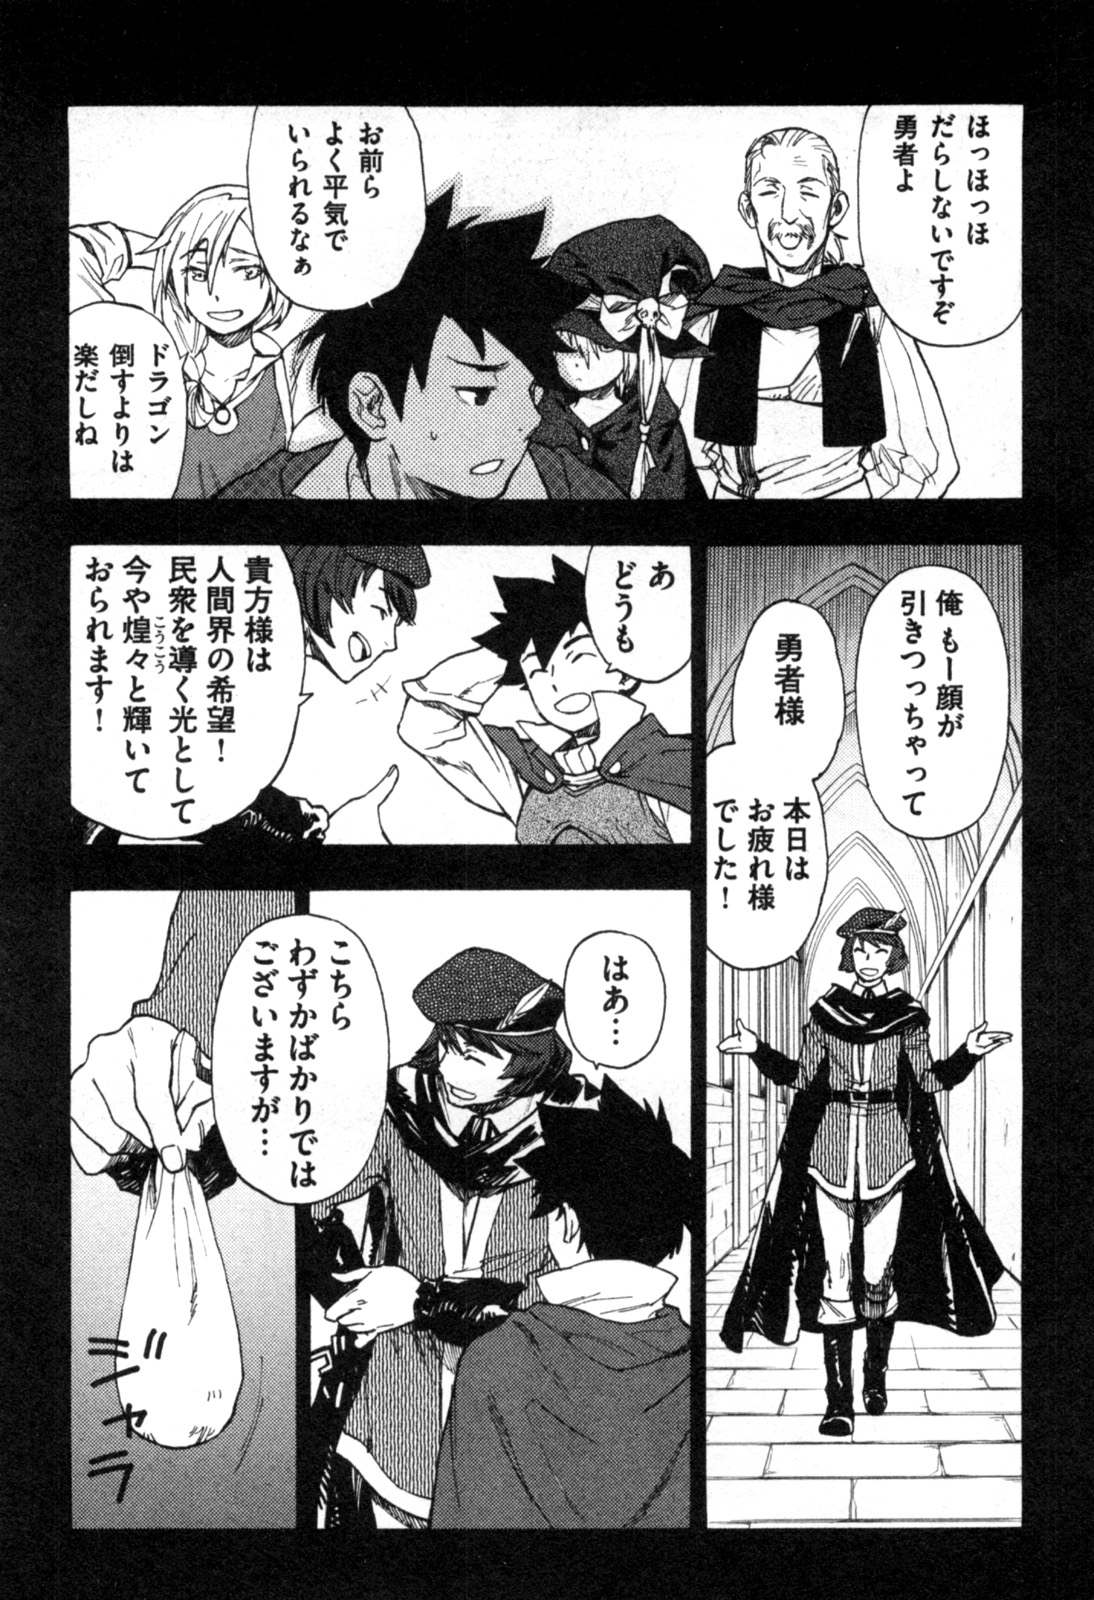 ほっほっほ
だらしないですぞ
勇者よ
お前ら
よく平気で
いられるなぁ
ドラゴン
倒すよりは
楽だしね
俺もー顔が
引きつっちゃって
勇者様
本日は
お疲れ様
でした!
あ
どうも
貴方様は
人間界の希望!
民衆を導く光として
今や煌々と輝いて
こうこう
おられます!
はあ…
こちら
わずかばかりでは
ございますが…
ジャラ